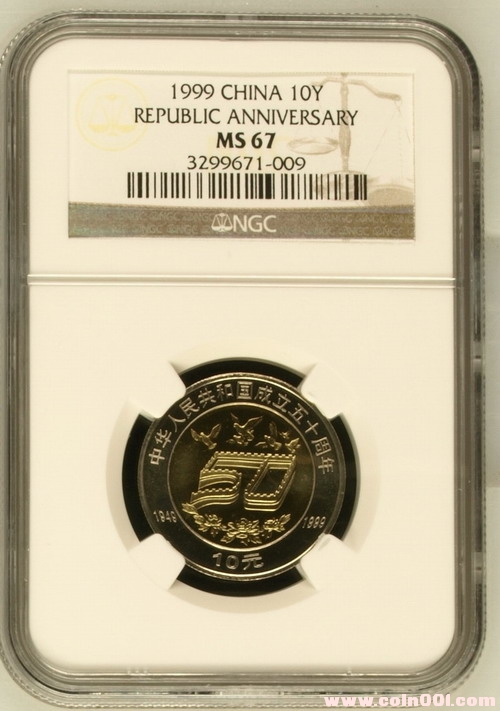 1999 CHINA 10Y
REPUBLIC ANNIVERSARY
MS 67
3299671-009
NGC
中华人民共和国成立五十周年
50
1949 1999
10元
www.coin001.com